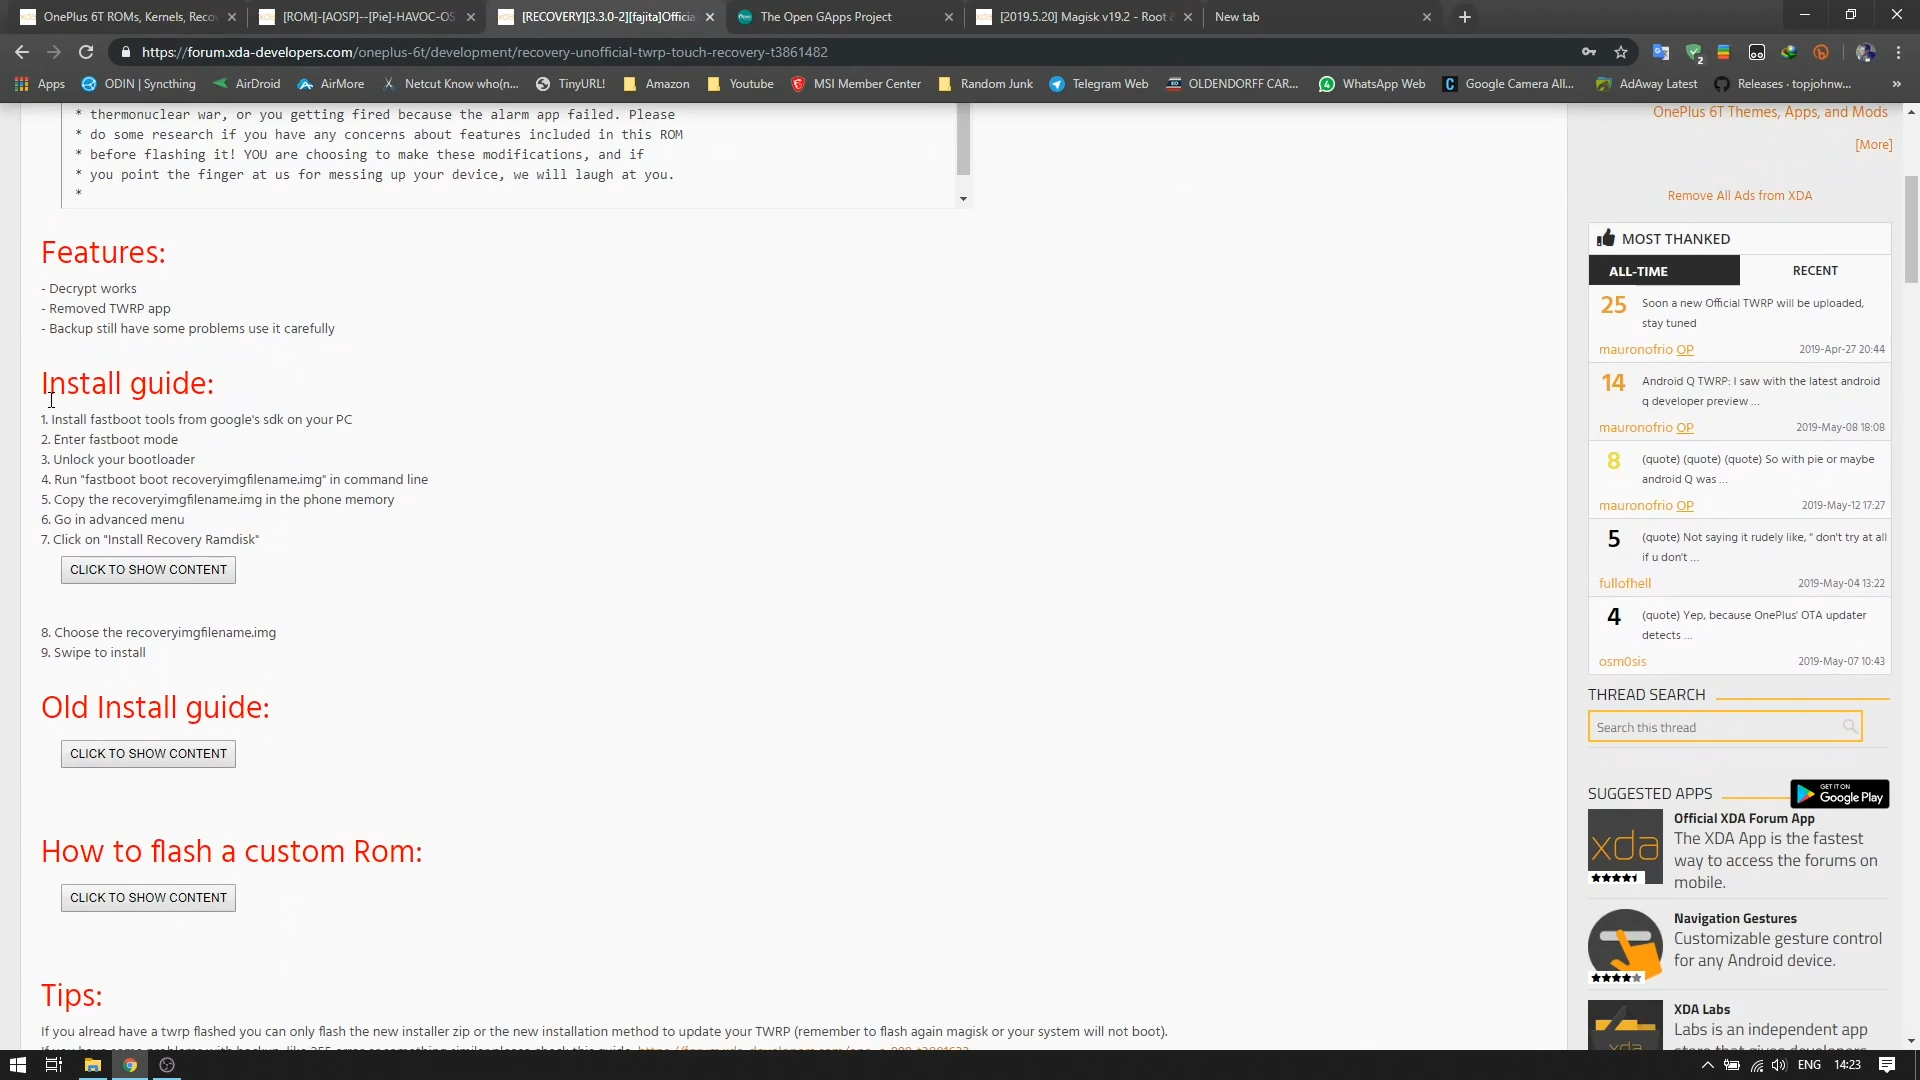 OnePlus 6T ROMs, Kernels, Reco
[ROM]-[AOSP]--[Pie]-HAVOC-OS
[RECOVERY][3.3.0-2][fajita]Officia
The Open GApps Project
[2019.5.20] Magisk v19.2 - Root &
New tab
https://forum.xda-developers.com/oneplus-6t/development/recovery-unofficial-twrp-touch-recovery-t3861482
Apps
ODIN | Syncthing
AirDroid
AirMore
Netcut Know who(n...
TinyURL!
Amazon
Youtube
MSI Member Center
Random Junk
Telegram Web
OLDENDORFF CAR...
WhatsApp Web
Google Camera All...
AdAway Latest
Releases · topjohnw...
»
* thermonuclear war, or you getting fired because the alarm app failed. Please
* do some research if you have any concerns about features included in this ROM
* before flashing it! YOU are choosing to make these modifications, and if
* you point the finger at us for messing up your device, we will laugh at you.
*
Features:
- Decrypt works
- Removed TWRP app
- Backup still have some problems use it carefully
Install guide:
1. Install fastboot tools from google's sdk on your PC
2. Enter fastboot mode
3. Unlock your bootloader
4. Run "fastboot boot recoveryimgfilename.img" in command line
5. Copy the recoveryimgfilename.img in the phone memory
6. Go in advanced menu
7. Click on "Install Recovery Ramdisk"
CLICK TO SHOW CONTENT
8. Choose the recoveryimgfilename.img
9. Swipe to install
Old Install guide:
CLICK TO SHOW CONTENT
How to flash a custom Rom:
CLICK TO SHOW CONTENT
Tips:
If you alread have a twrp flashed you can only flash the new installer zip or the new installation method to update your TWRP (remember to flash again magisk or your system will not boot).
OnePlus 6T Themes, Apps, and Mods
[More]
Remove All Ads from XDA
MOST THANKED
ALL-TIME
RECENT
25
Soon a new Official TWRP will be uploaded,
stay tuned
mauronofrio OP
2019-Apr-27 20:44
14
Android Q TWRP: I saw with the latest android
q developer preview ...
mauronofrio OP
2019-May-08 18:08
8
(quote) (quote) (quote) So with pie or maybe
android Q was ...
mauronofrio OP
2019-May-12 17:27
5
(quote) Not saying it rudely like, " don't try at all
if u don't ...
fullofhell
2019-May-04 13:22
4
(quote) Yep, because OnePlus' OTA updater
detects ...
osm0sis
2019-May-07 10:43
THREAD SEARCH
Search this thread
SUGGESTED APPS
GET IT ON
Google Play
xda
Official XDA Forum App
The XDA App is the fastest
way to access the forums on
mobile.
Navigation Gestures
Customizable gesture control
for any Android device.
XDA Labs
Labs is an independent app
ENG
14:23